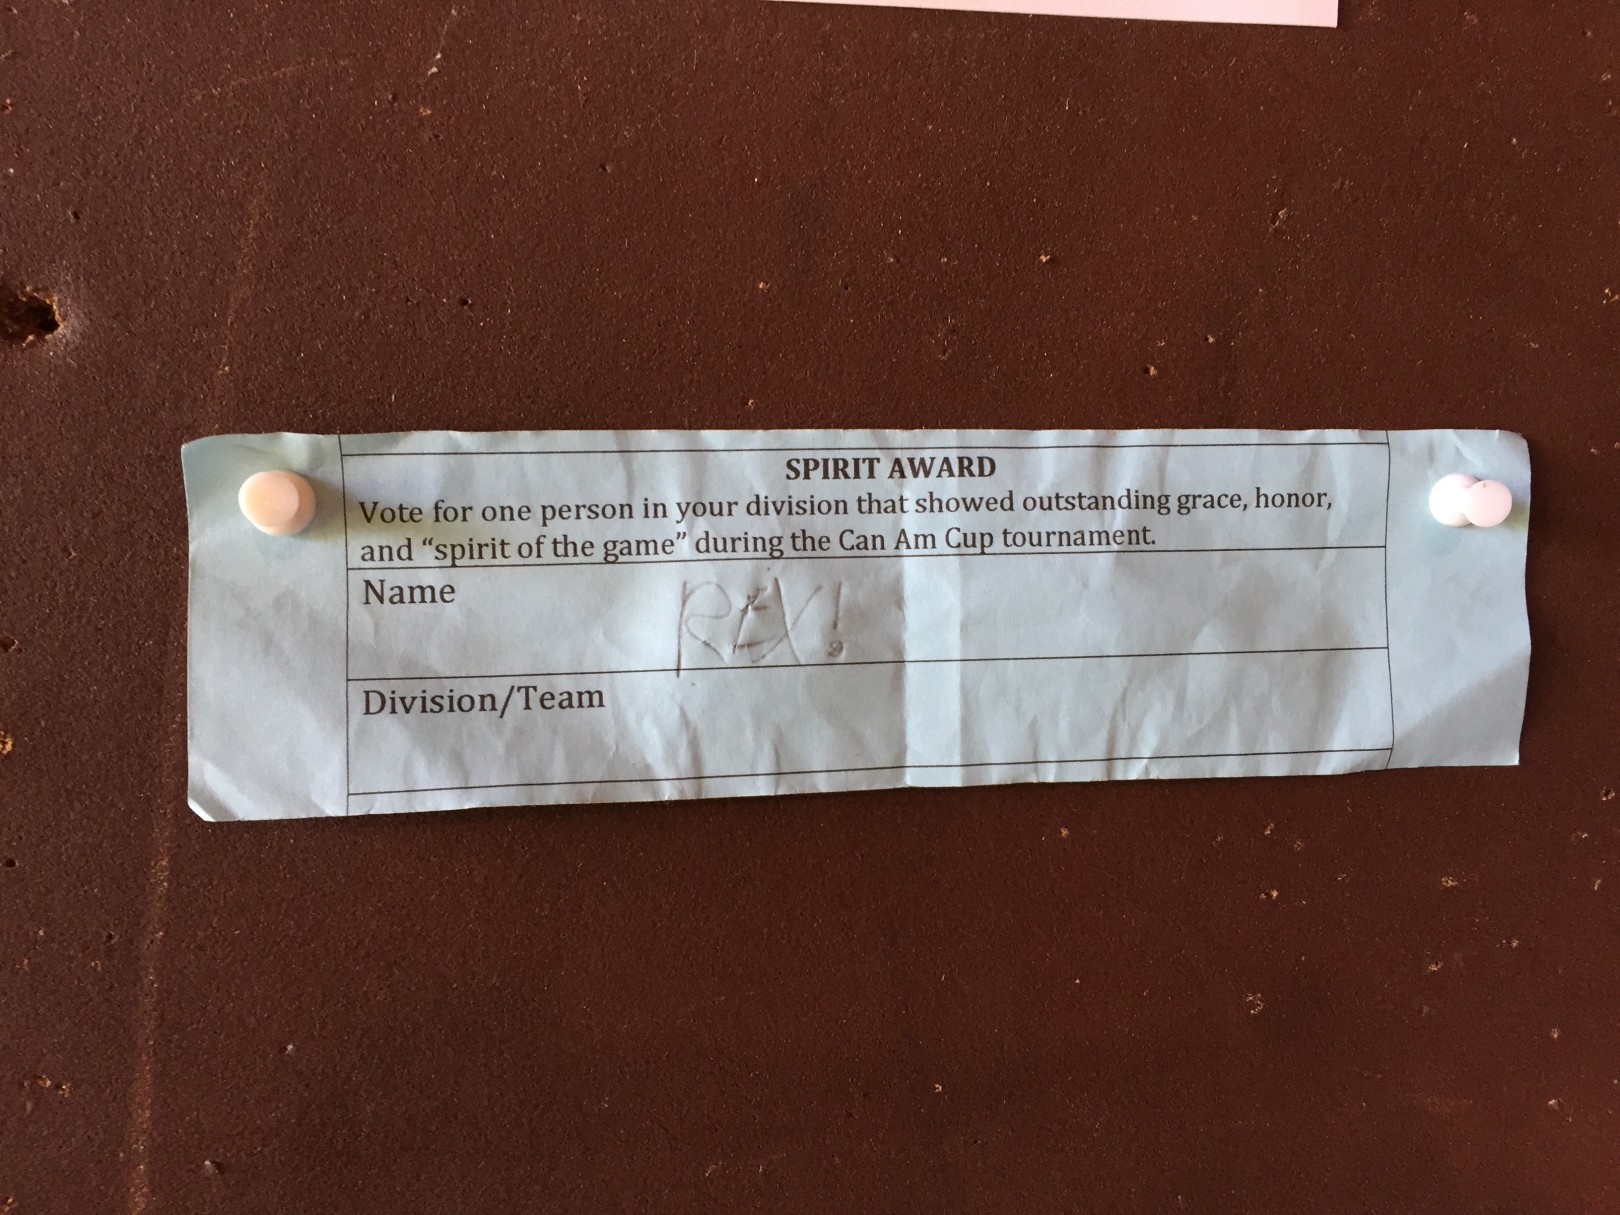 SPIRIT AWARD
Vote for one person in your division that showed outstanding grace, honor,
and “spirit of the game” during the Can Am Cup tournament.
Name REX!
Division/Team